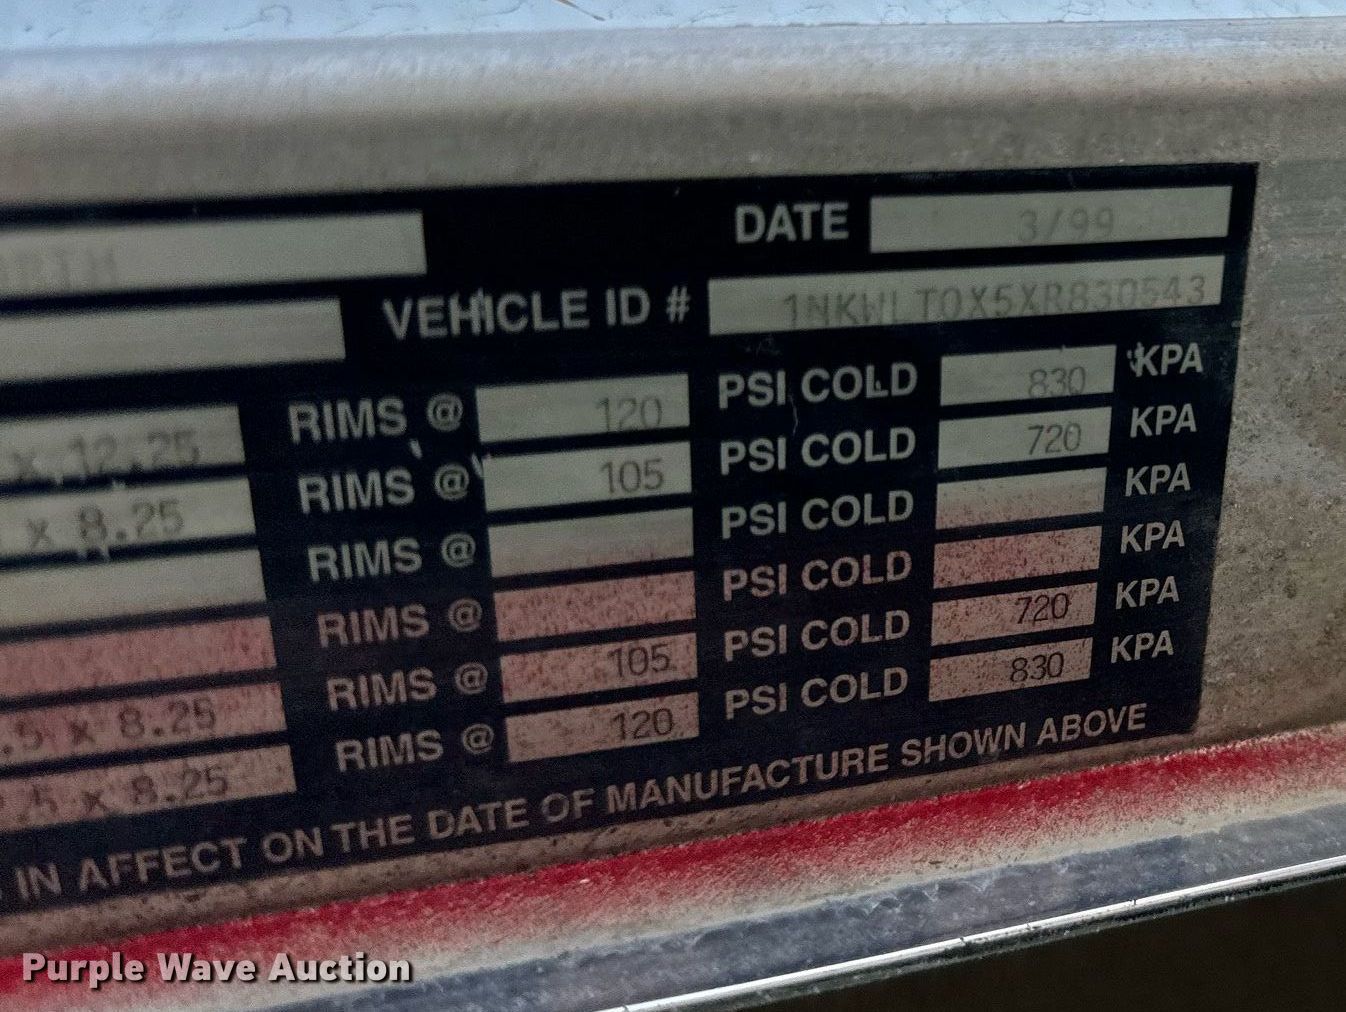 DATE 3/99
VEHICLE ID # 1NKWLT0X5XR830543
x 12.25 RIMS @ 120 PSI COLD 830 KPA
x 8.25 RIMS @ 105 PSI COLD 720 KPA
RIMS @ PSI COLD KPA
RIMS @ PSI COLD KPA
.5 x 8.25 RIMS @ 105 PSI COLD 720 KPA
.5 x 8.25 RIMS @ 120 PSI COLD 830 KPA
IN AFFECT ON THE DATE OF MANUFACTURE SHOWN ABOVE
Purple Wave Auction